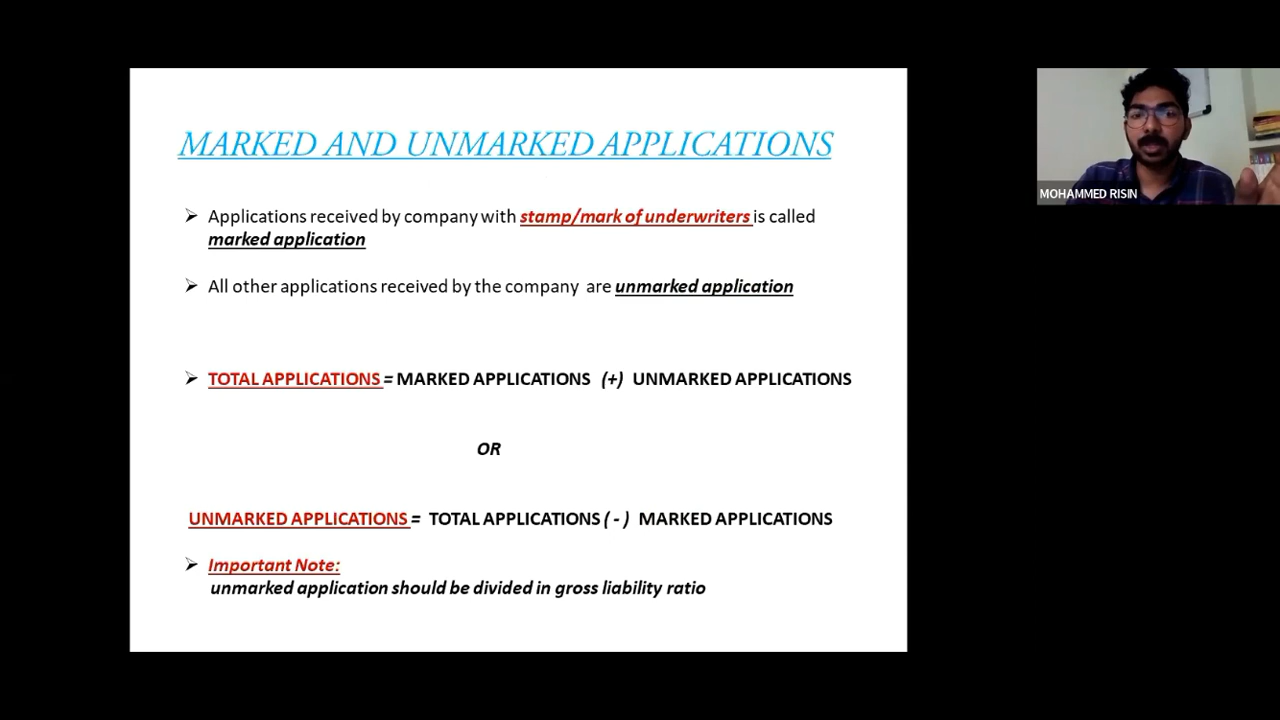 MARKED AND UNMARKED APPLICATIONS
Applications received by company with stamp/mark of underwriters is called
marked application
All other applications received by the company are unmarked application
TOTAL APPLICATIONS = MARKED APPLICATIONS (+) UNMARKED APPLICATIONS
OR
UNMARKED APPLICATIONS = TOTAL APPLICATIONS ( - ) MARKED APPLICATIONS
Important Note:
unmarked application should be divided in gross liability ratio
MOHAMMED RISIN